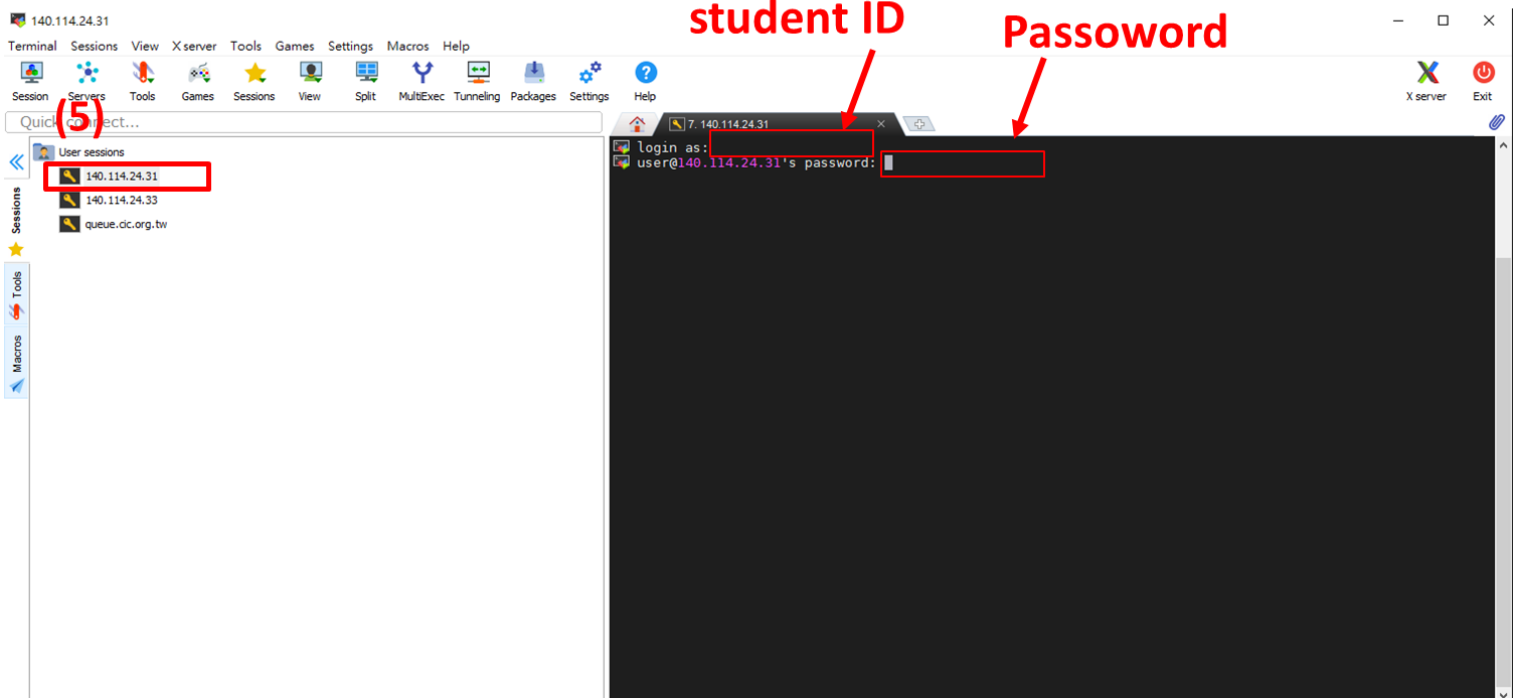 student ID
Passoword
140.114.24.31
Terminal Sessions View X server Tools Games Settings Macros Help
Session Servers Tools Games Sessions View Split MultiExec Tunneling Packages Settings Help X server Exit
(5)
Quick connect...
7. 140.114.24.31
User sessions
140.114.24.31
140.114.24.33
queue.cic.org.tw
Sessions
Tools
Macros
login as:
user@140.114.24.31's password: